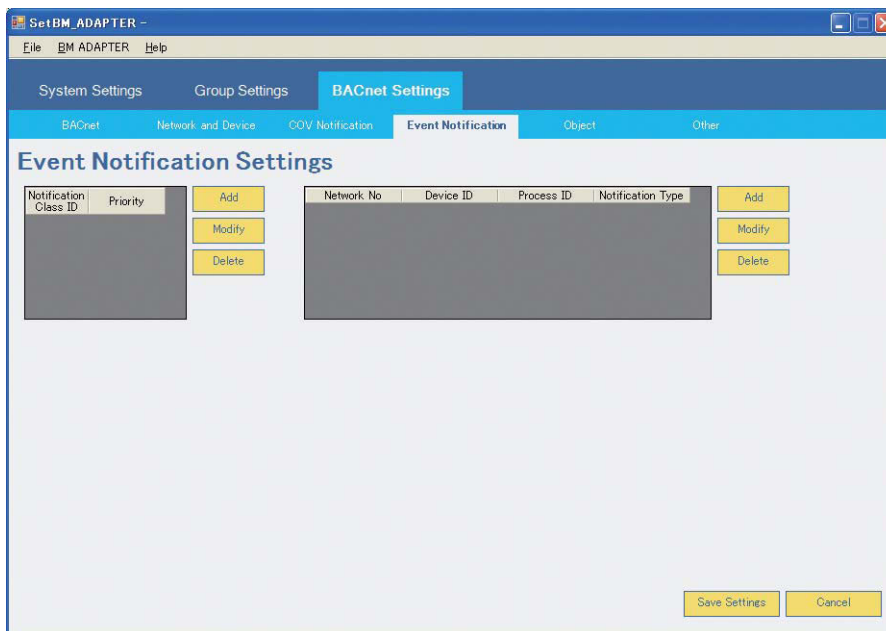 SetBM_ADAPTER -
File BM ADAPTER Help
System Settings Group Settings BACnet Settings
BACnet Network and Device COV Notification Event Notification Object Other
Event Notification Settings
Notification Class ID Priority
Add
Modify
Delete
Network No Device ID Process ID Notification Type
Add
Modify
Delete
Save Settings Cancel